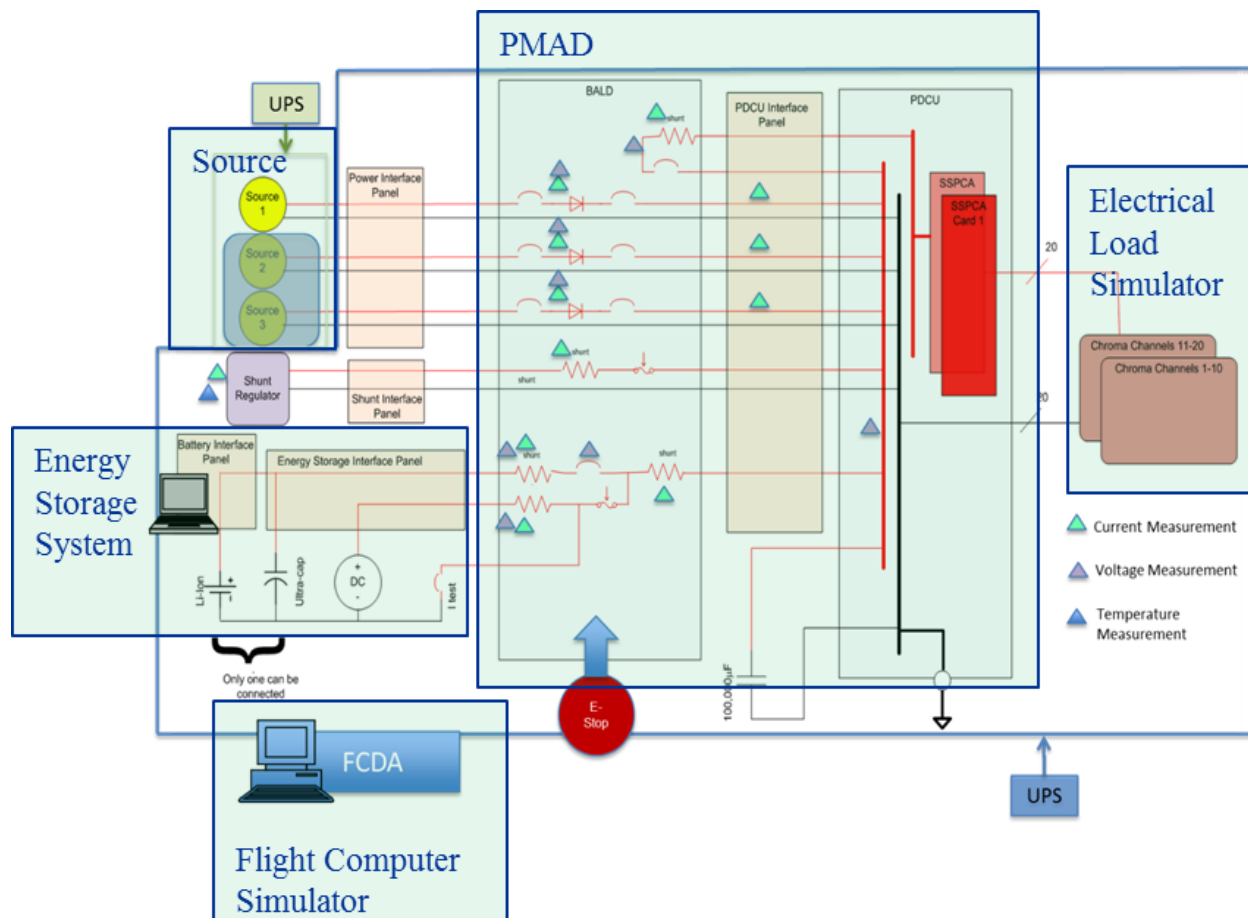 PMAD
BALD
PDCU Interface
Panel
PDCU
UPS
Source
Source
1
Source
2
Source
3
Power Interface
Panel
shunt
SSPCA
SSPCA
Card 1
Electrical
Load
Simulator
20
Chroma Channels 11-20
Chroma Channels 1-10
20
Shunt
Regulator
Shunt Interface
Panel
shunt
shunt
Energy
Storage
System
Battery Interface
Panel
Energy Storage Interface Panel
shunt
shunt
Li-Ion
+
–
Ultra-cap
+
DC
-
I test
Current Measurement
Voltage Measurement
Temperature
Measurement
Only one can be
connected
100,000µF
E-
Stop
FCDA
Flight Computer
Simulator
UPS